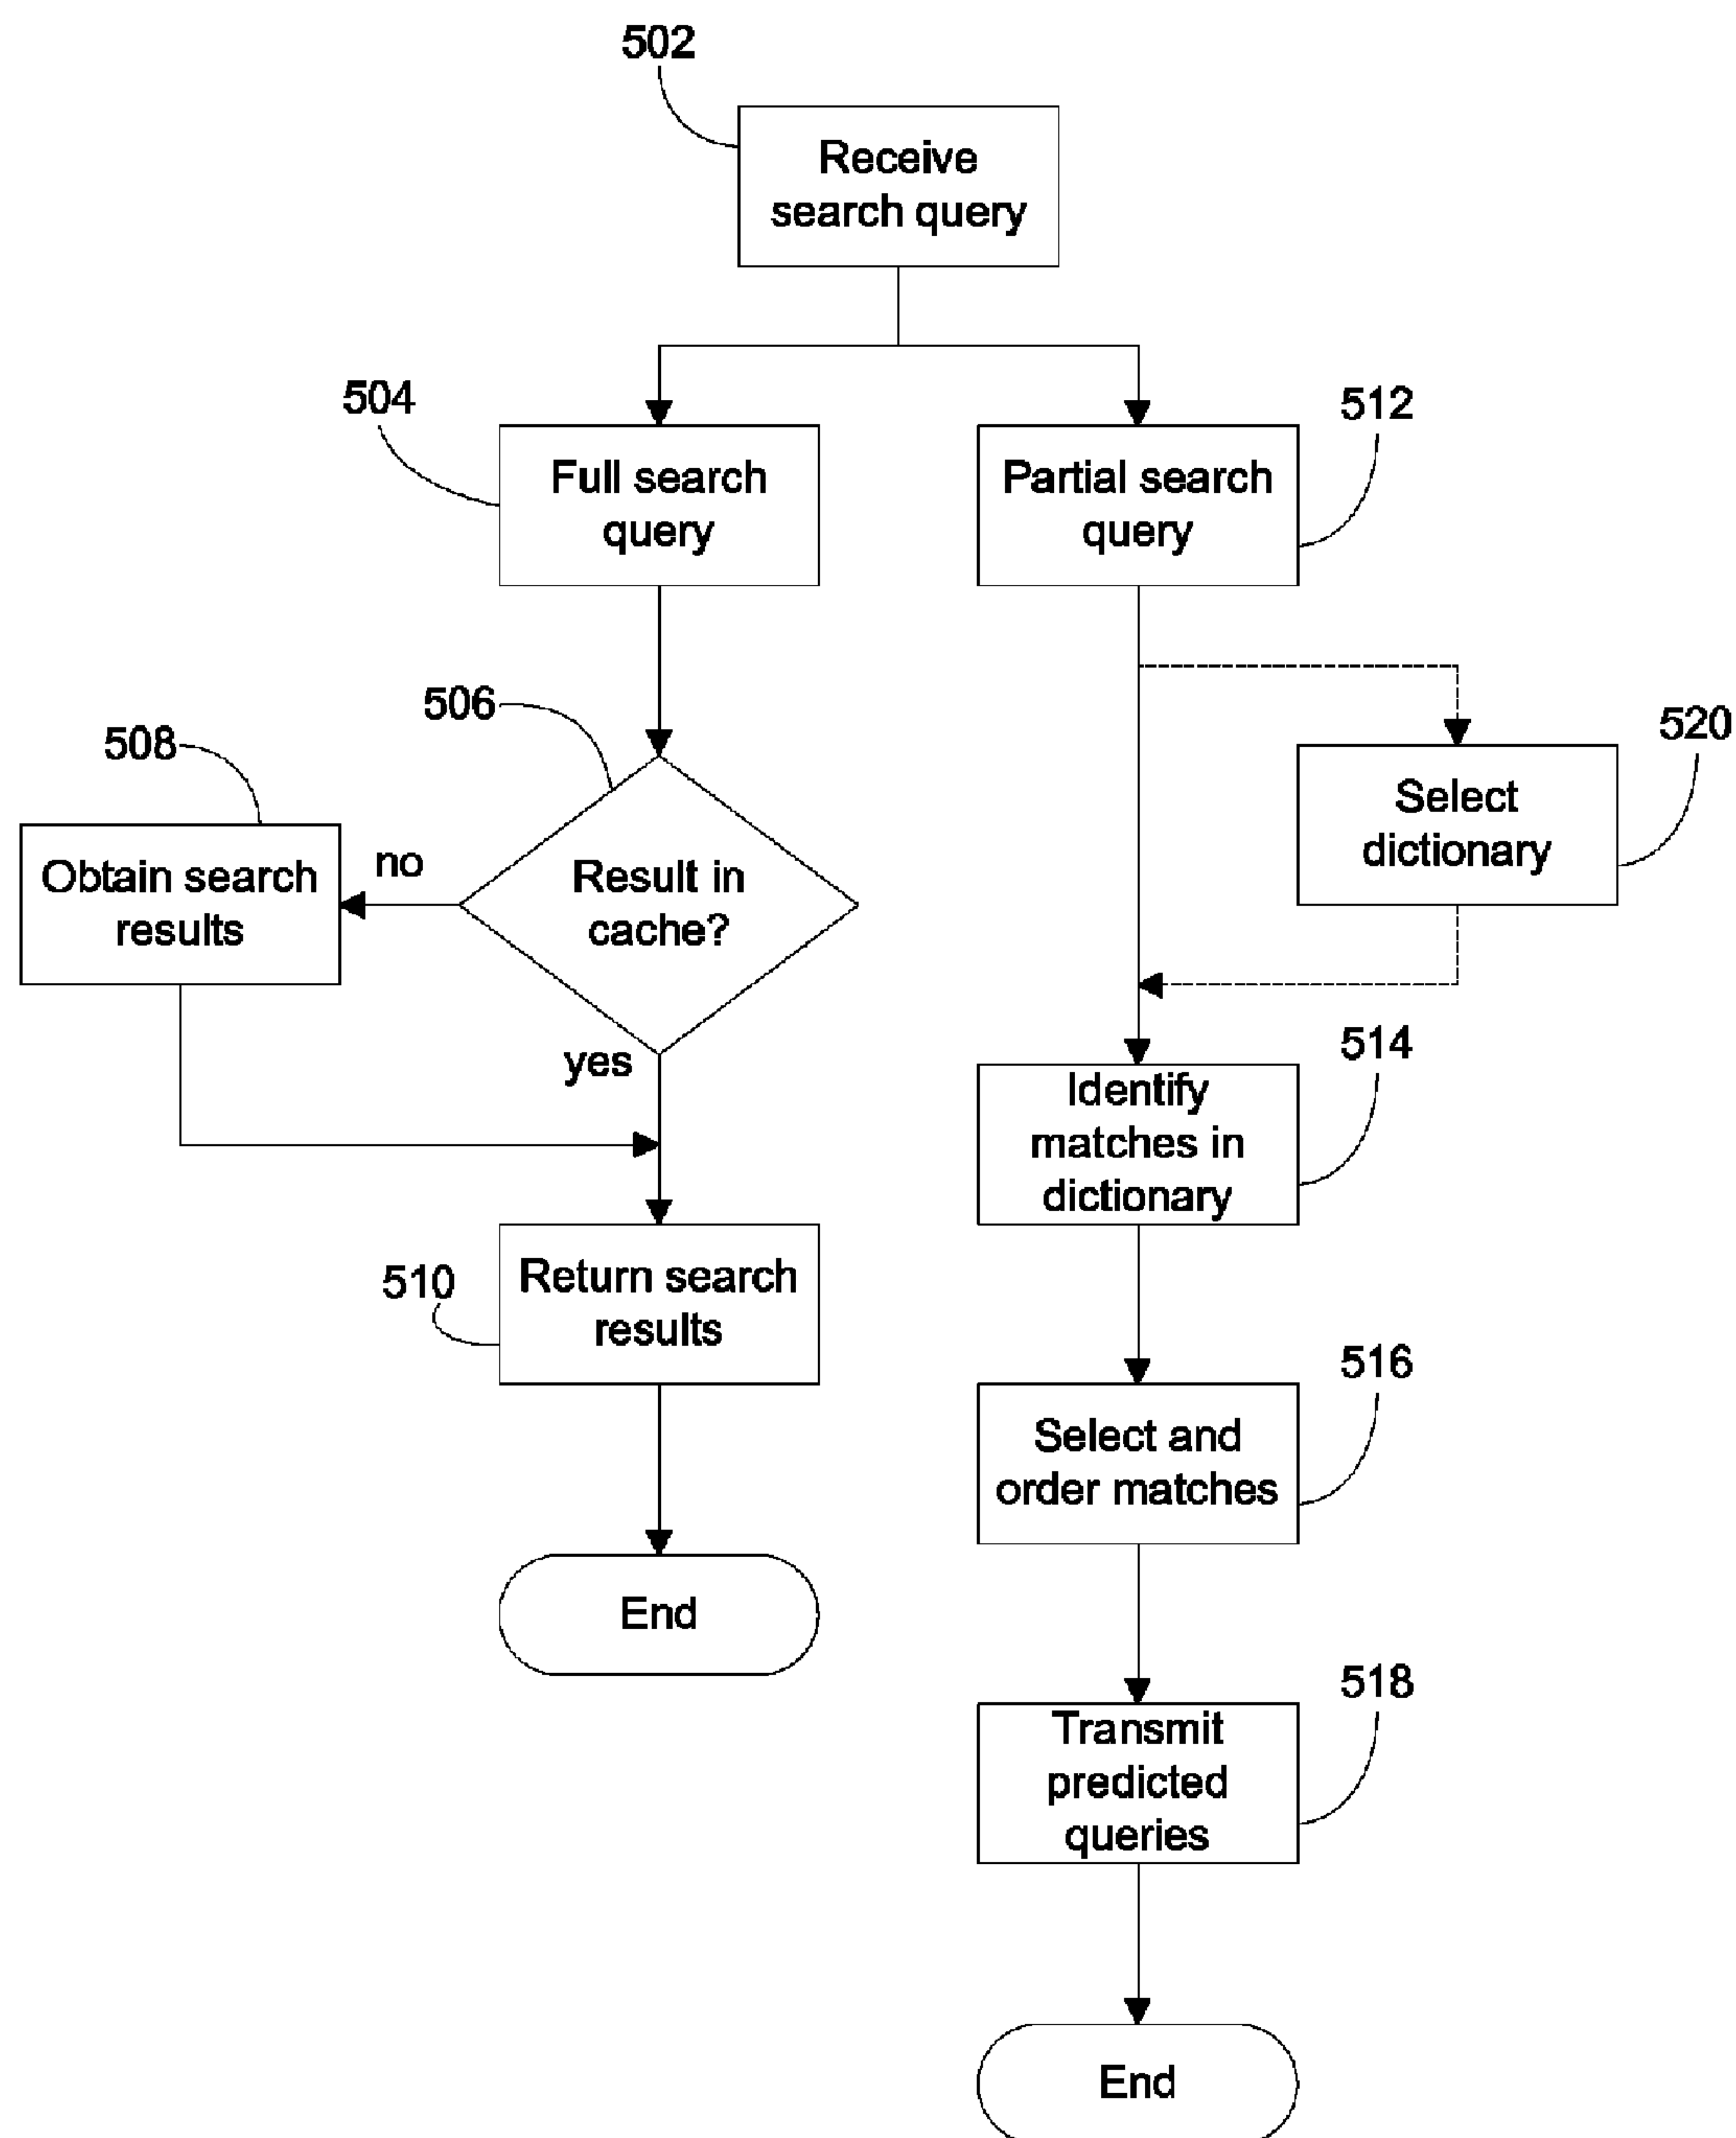 502
Receive
search query
504
Full search
query
512
Partial search
query
506
508
520
Select
dictionary
Obtain search
results
no
Result in
cache?
yes
514
Identify
matches in
dictionary
510
Return search
results
516
Select and
order matches
End
518
Transmit
predicted
queries
End